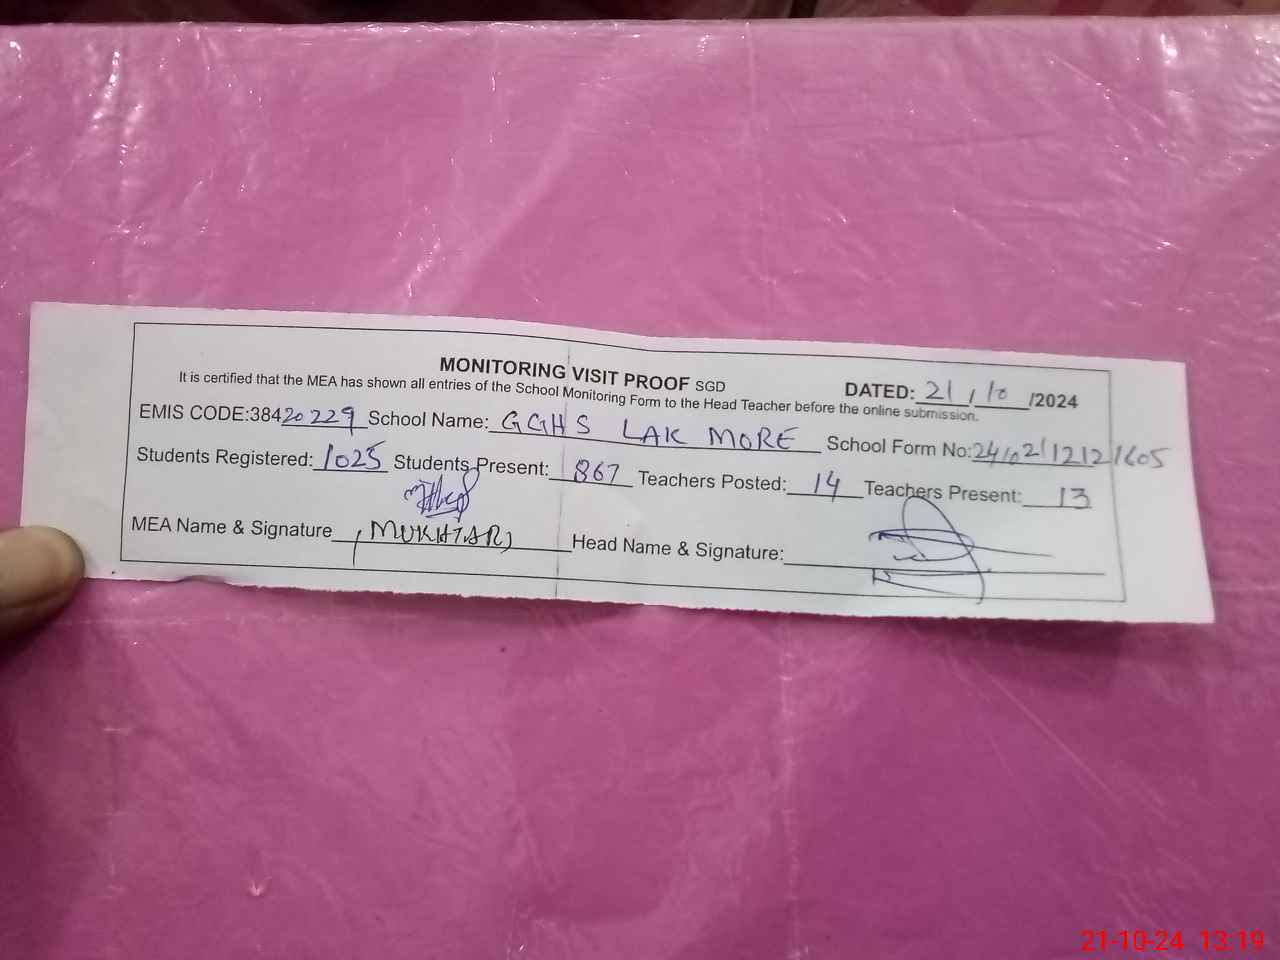 MONITORING VISIT PROOF SGD DATED: 21/10/2024
It is certified that the MEA has shown all entries of the School Monitoring Form to the Head Teacher before the online submission.
EMIS CODE:38420229 School Name: GGHS LAK MORE School Form No:24102112121605
Students Registered: 1025 Students Present: 867 Teachers Posted: 14 Teachers Present: 13
MEA Name & Signature (MUKHTAR) Head Name & Signature:
21-10-24 13:19